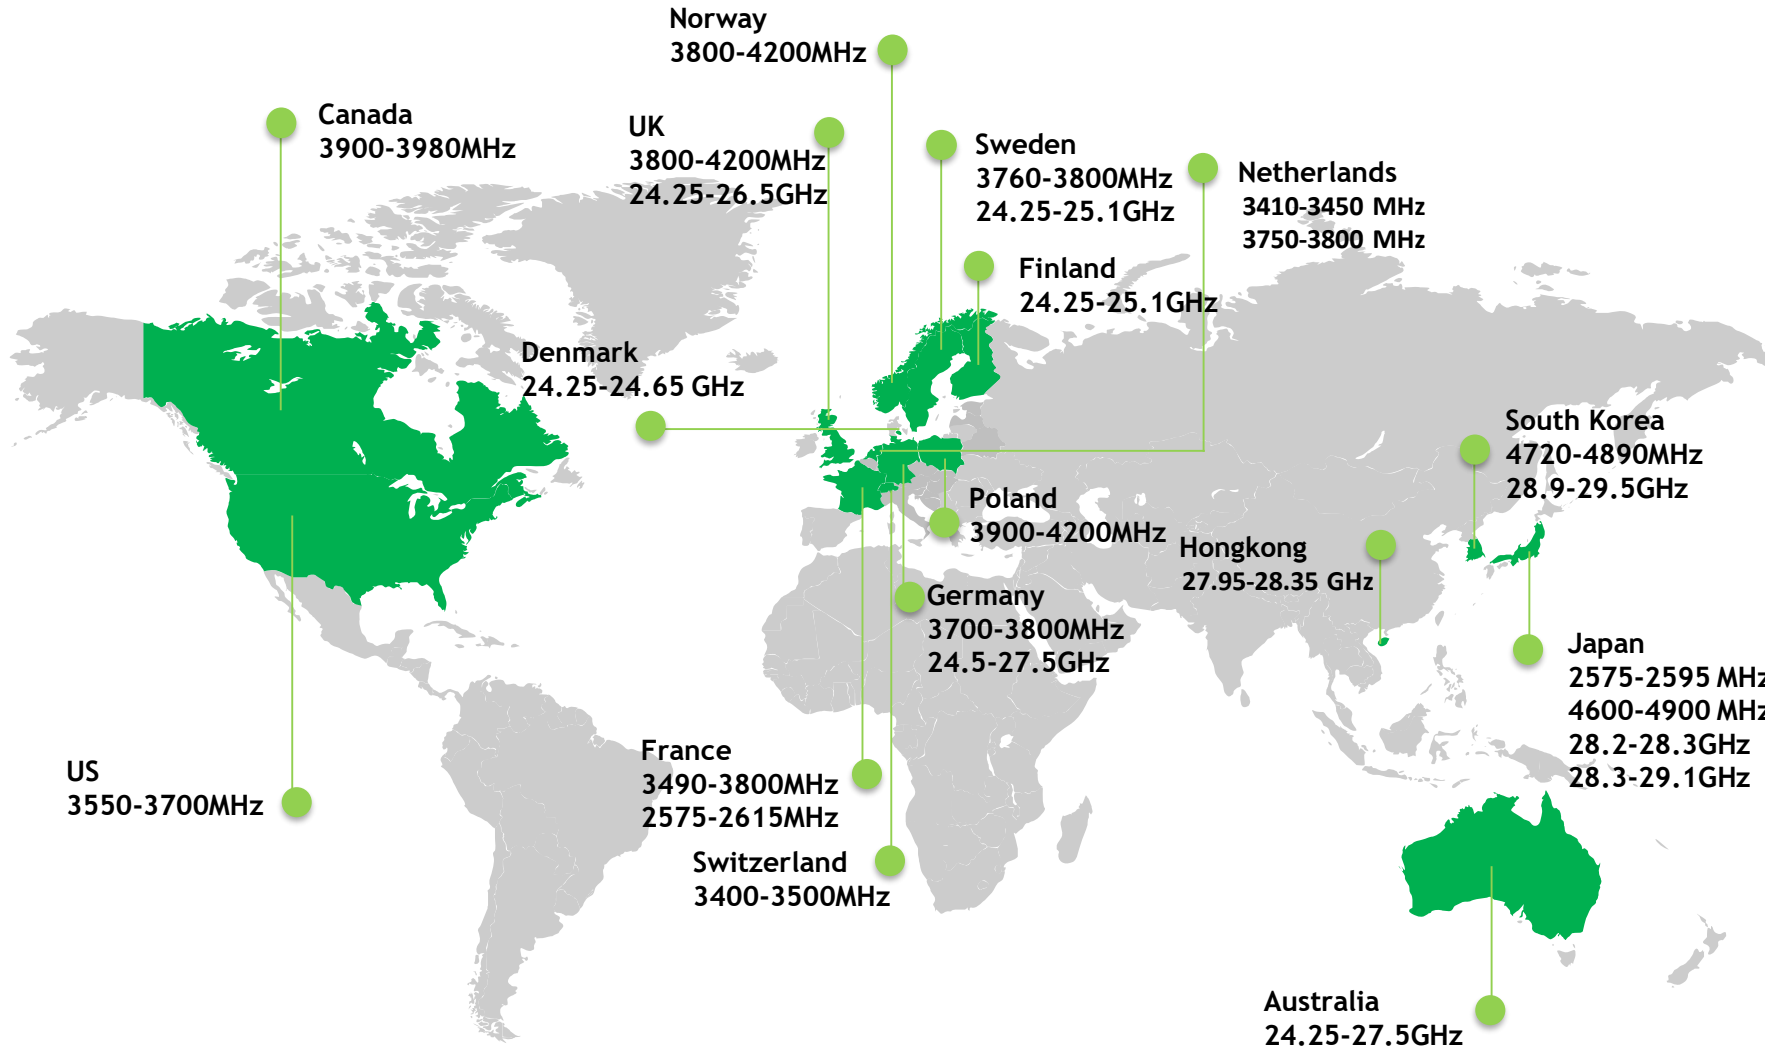 Norway
3800-4200MHz
Canada
3900-3980MHz
UK
3800-4200MHz
24.25-26.5GHz
Sweden
3760-3800MHz
24.25-25.1GHz
Netherlands
3410-3450 MHz
3750-3800 MHz
Finland
24.25-25.1GHz
Denmark
24.25-24.65 GHz
South Korea
4720-4890MHz
28.9-29.5GHz
Poland
3900-4200MHz
Hongkong
27.95-28.35 GHz
Germany
3700-3800MHz
24.5-27.5GHz
Japan
2575-2595 MHz
4600-4900 MHz
28.2-28.3GHz
28.3-29.1GHz
France
3490-3800MHz
2575-2615MHz
US
3550-3700MHz
Switzerland
3400-3500MHz
Australia
24.25-27.5GHz